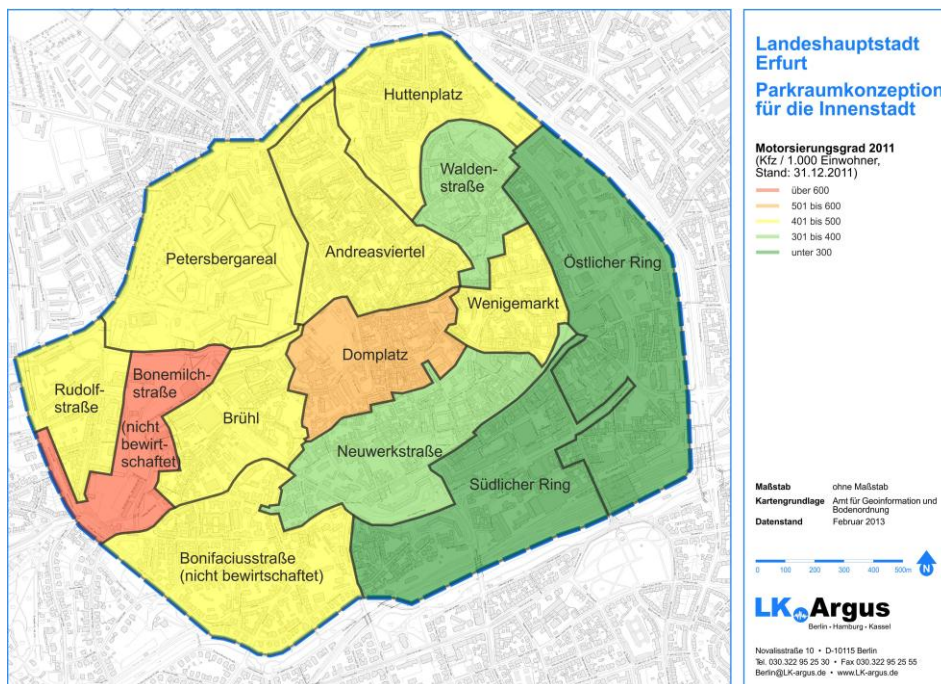 Huttenplatz
Walden-
straße
Petersbergareal
Andreasviertel
Östlicher Ring
Wenigemarkt
Domplatz
Bonemilch-
straße
(nicht
bewirt-
schaftet)
Rudolf-
straße
Brühl
Neuwerkstraße
Südlicher Ring
Bonifaciusstraße
(nicht bewirtschaftet)
Landeshauptstadt
Erfurt
Parkraumkonzeption
für die Innenstadt
Motorsierungsgrad 2011
(Kfz / 1.000 Einwohner,
Stand: 31.12.2011)
über 600
501 bis 600
401 bis 500
301 bis 400
unter 300
Maßstab ohne Maßstab
Kartengrundlage Amt für Geoinformation und
Bodenordnung
Datenstand Februar 2013
0 100 200 300 400 500m N
LK Argus
Berlin • Hamburg • Kassel
Novalisstraße 10 • D-10115 Berlin
Tel. 030.322 95 25 30 • Fax 030.322 95 25 55
Berlin@LK-argus.de • www.LK-argus.de